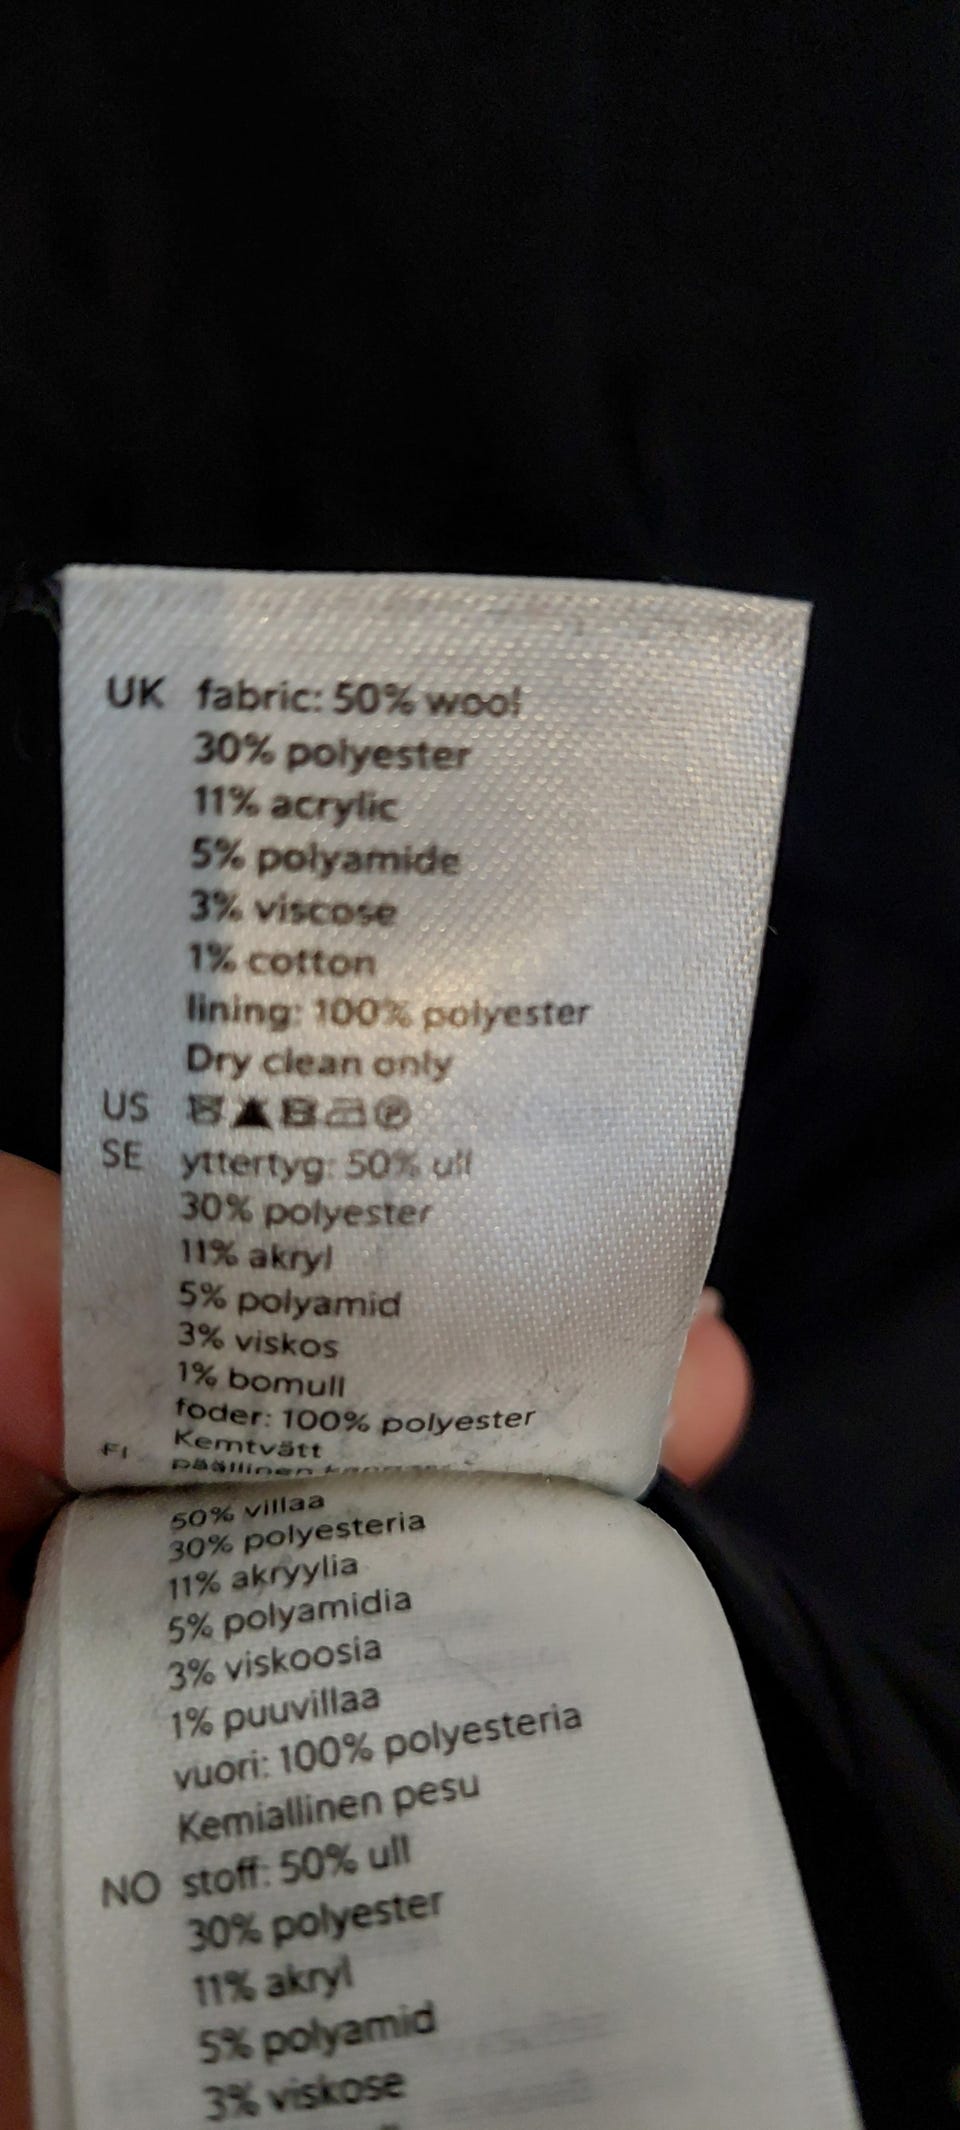 UK fabric: 50% wool
30% polyester
11% acrylic
5% polyamide
3% viscose
1% cotton
lining: 100% polyester
Dry clean only
US
SE yttertyg: 50% ull
30% polyester
11% akryl
5% polyamid
3% viskos
1% bomull
foder: 100% polyester
Kemtvätt
FI päällinen
50% villaa
30% polyesteria
11% akryylia
5% polyamidia
3% viskoosia
1% puuvillaa
vuori: 100% polyesteria
Kemiallinen pesu
NO stoff: 50% ull
30% polyester
11% akryl
5% polyamid
3% viskose